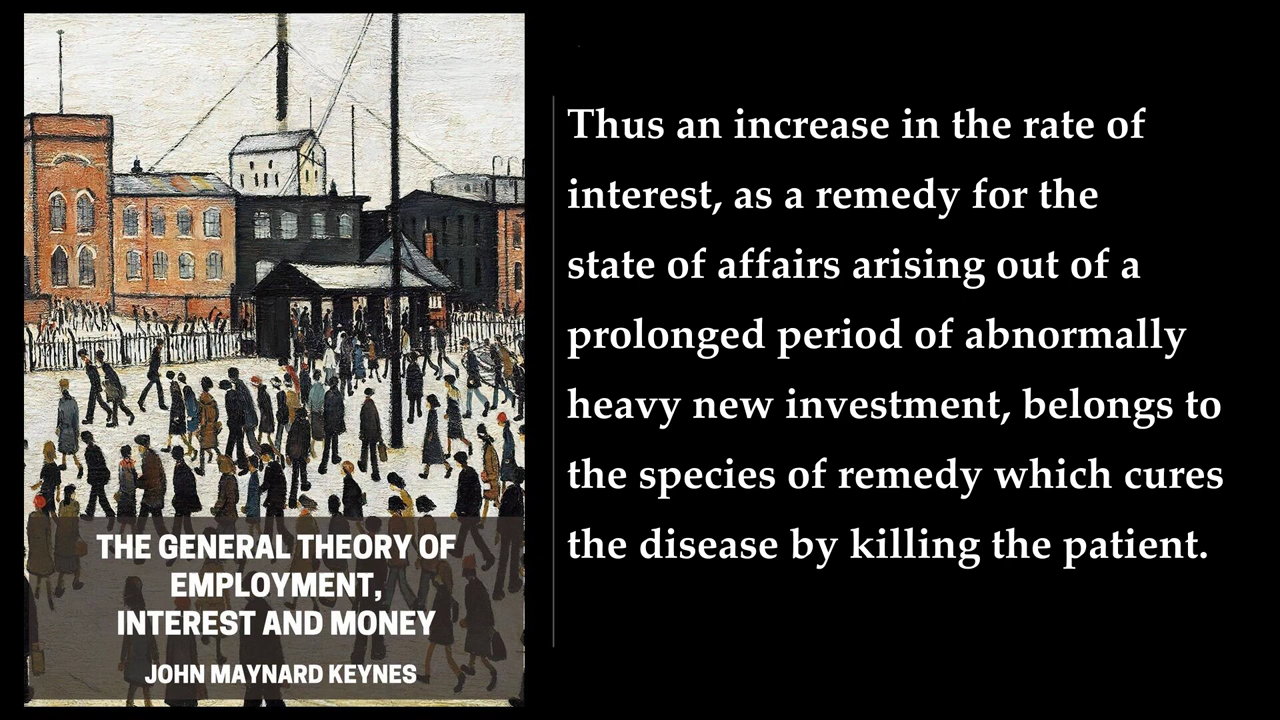 THE GENERAL THEORY OF
EMPLOYMENT,
INTEREST AND MONEY
JOHN MAYNARD KEYNES
Thus an increase in the rate of
interest, as a remedy for the
state of affairs arising out of a
prolonged period of abnormally
heavy new investment, belongs to
the species of remedy which cures
the disease by killing the patient.